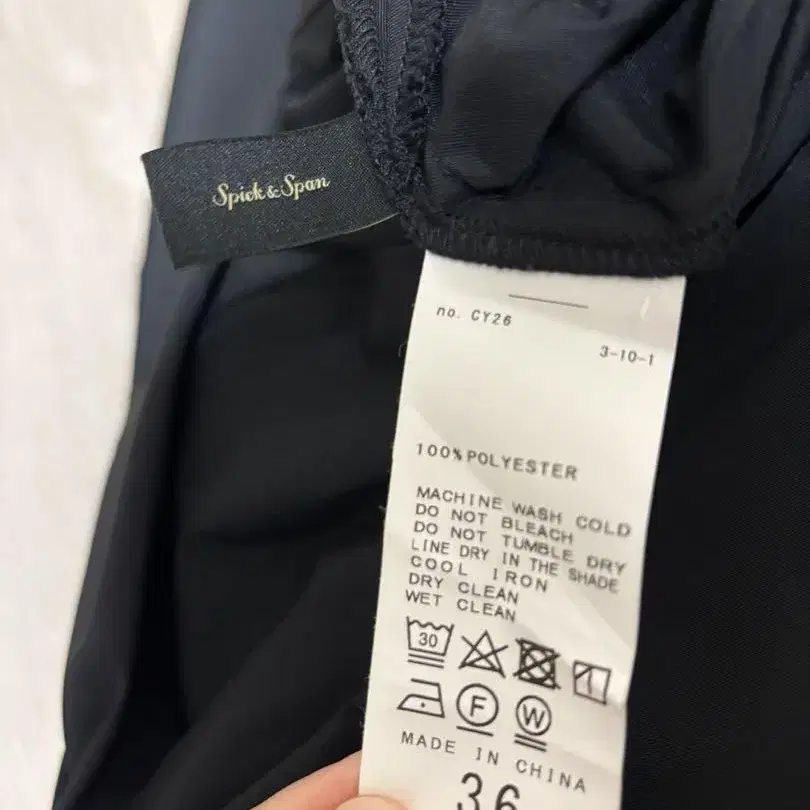 Spick & Span
no. CY26
3-10-1
100% POLYESTER
MACHINE WASH COLD
DO NOT BLEACH
DO NOT TUMBLE DRY
LINE DRY IN THE SHADE
COOL IRON
DRY CLEAN
WET CLEAN
30
F
W
MADE IN CHINA
36